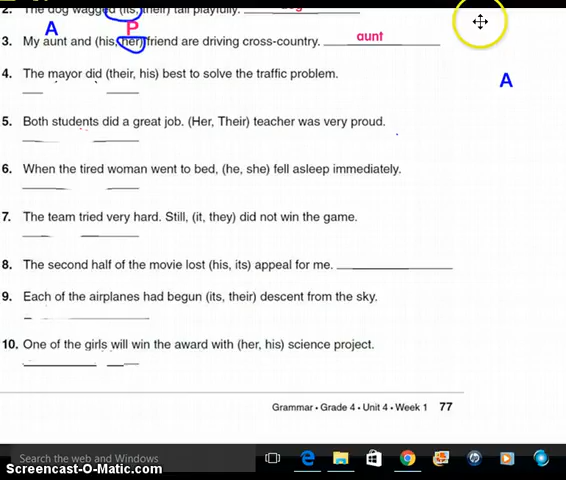 2. The dog wagged (its, their) tail playfully.
A P
3. My aunt and (his, her) friend are driving cross-country. aunt
4. The mayor did (their, his) best to solve the traffic problem.
A
5. Both students did a great job. (Her, Their) teacher was very proud.
6. When the tired woman went to bed, (he, she) fell asleep immediately.
7. The team tried very hard. Still, (it, they) did not win the game.
8. The second half of the movie lost (his, its) appeal for me.
9. Each of the airplanes had begun (its, their) descent from the sky.
10. One of the girls will win the award with (her, his) science project.
Grammar • Grade 4 • Unit 4 • Week 1 77
Search the web and Windows
Screencast-O-Matic.com